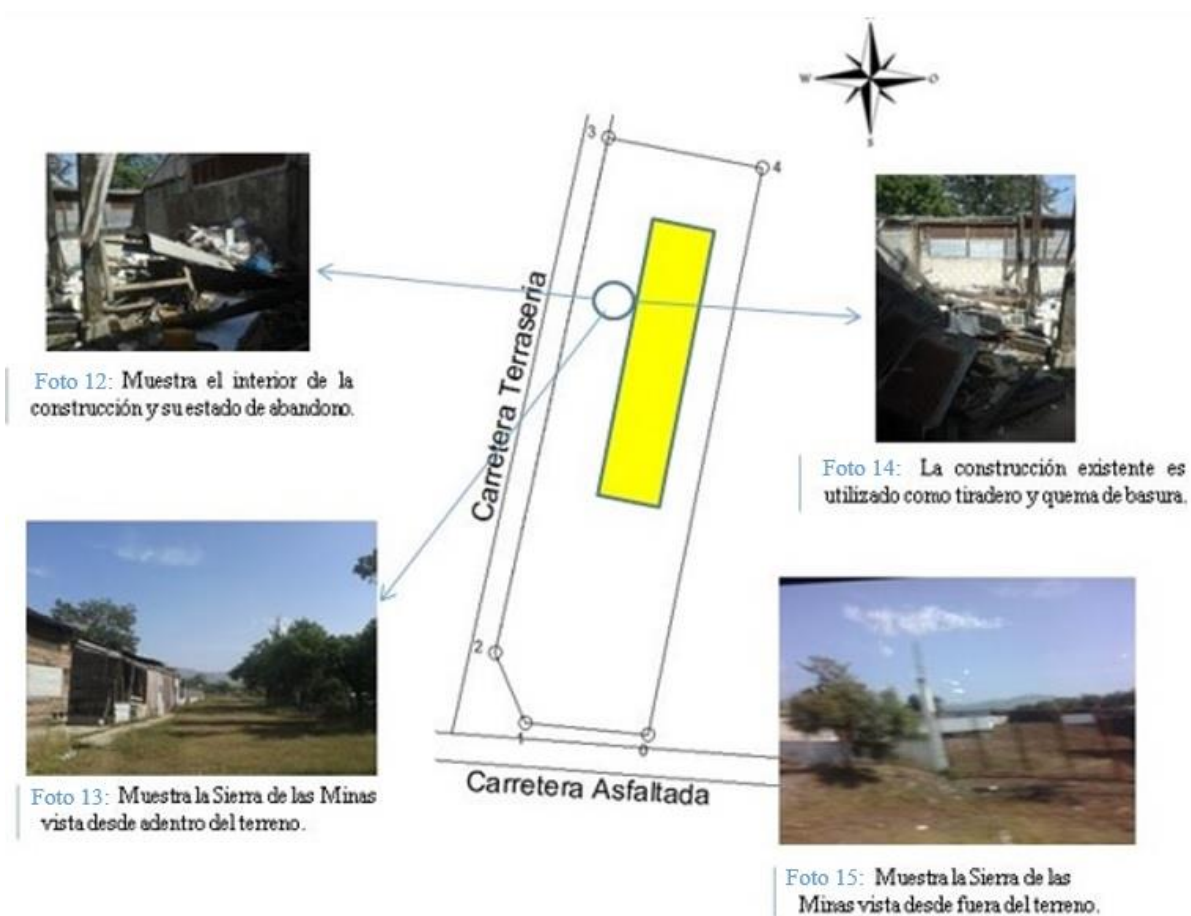 W
O
S
3
4
Carretera Terraseria
Foto 12: Muestra el interior de la
construcción y su estado de abandono.
Foto 14: La construcción existente es
utilizado como tiradero y quema de basura.
2
1
0
Carretera Asfaltada
Foto 13: Muestra la Sierra de las Minas
vista desde adentro del terreno.
Foto 15: Muestra la Sierra de las
Minas vista desde fuera del terreno.